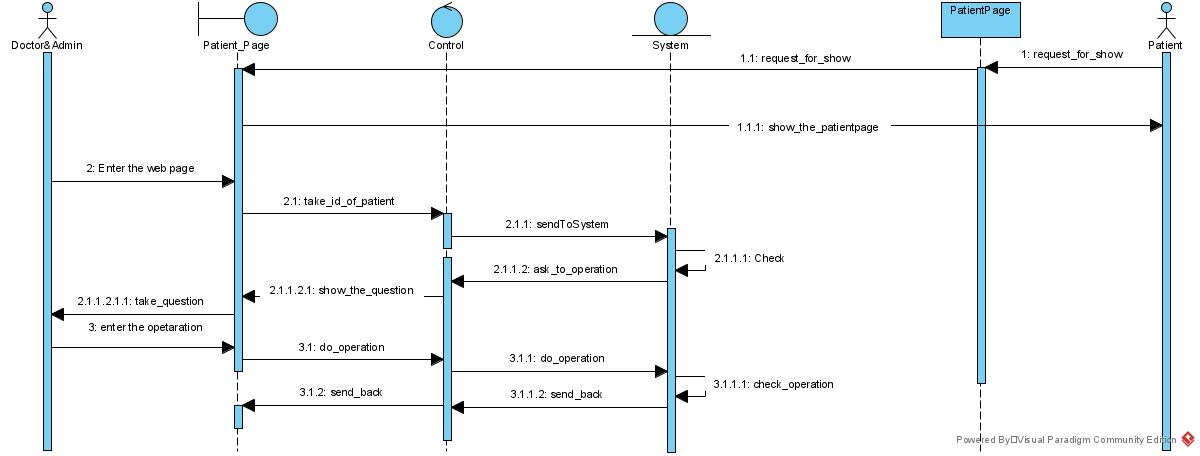 Doctor&Admin
Patient_Page
Control
System
PatientPage
Patient
1: request_for_show
1.1: request_for_show
1.1.1: show_the_patientpage
2: Enter the web page
2.1: take_id_of_patient
2.1.1: sendToSystem
2.1.1.1: Check
2.1.1.2: ask_to_operation
2.1.1.2.1: show_the_question
2.1.1.2.1.1: take_question
3: enter the opetaration
3.1: do_operation
3.1.1: do_operation
3.1.1.1: check_operation
3.1.1.2: send_back
3.1.2: send_back
Powered By□Visual Paradigm Community Edition